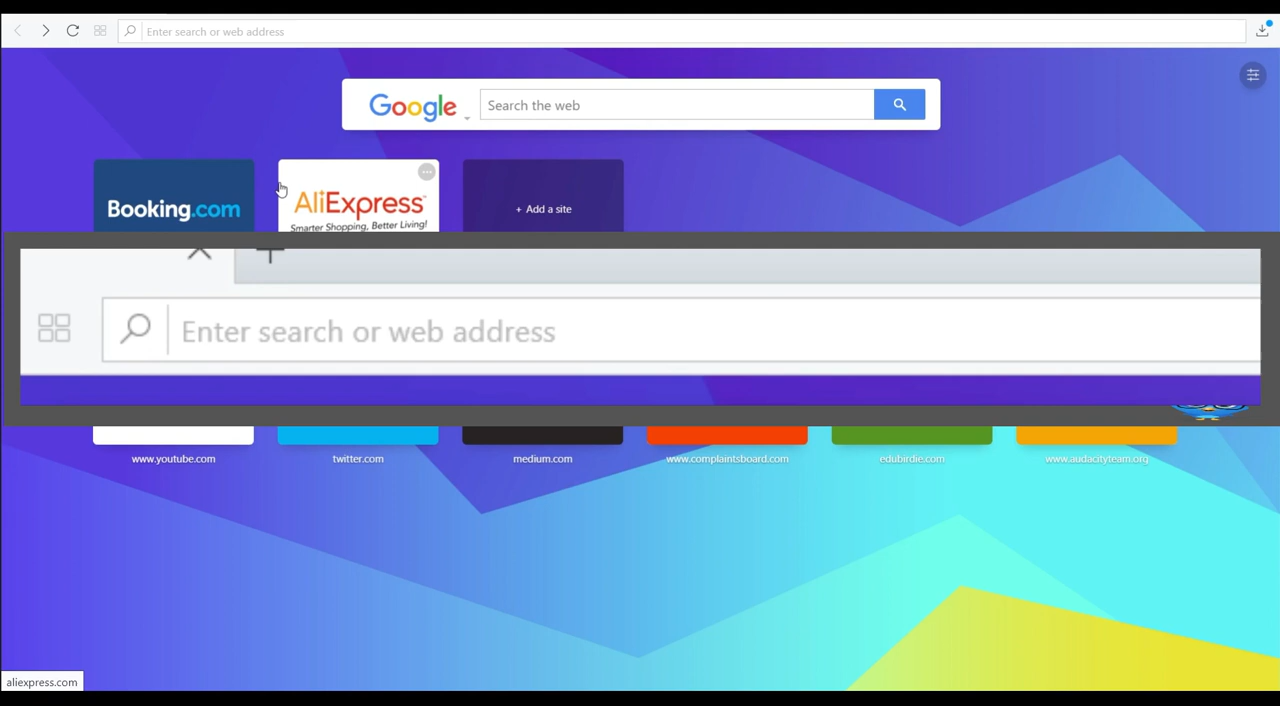 Enter search or web address
Google
Search the web
Booking.com
AliExpress™
Smarter Shopping, Better Living!
+ Add a site
Enter search or web address
www.youtube.com
twitter.com
medium.com
www.complaintsboard.com
edubirdie.com
www.audacityteam.org
aliexpress.com